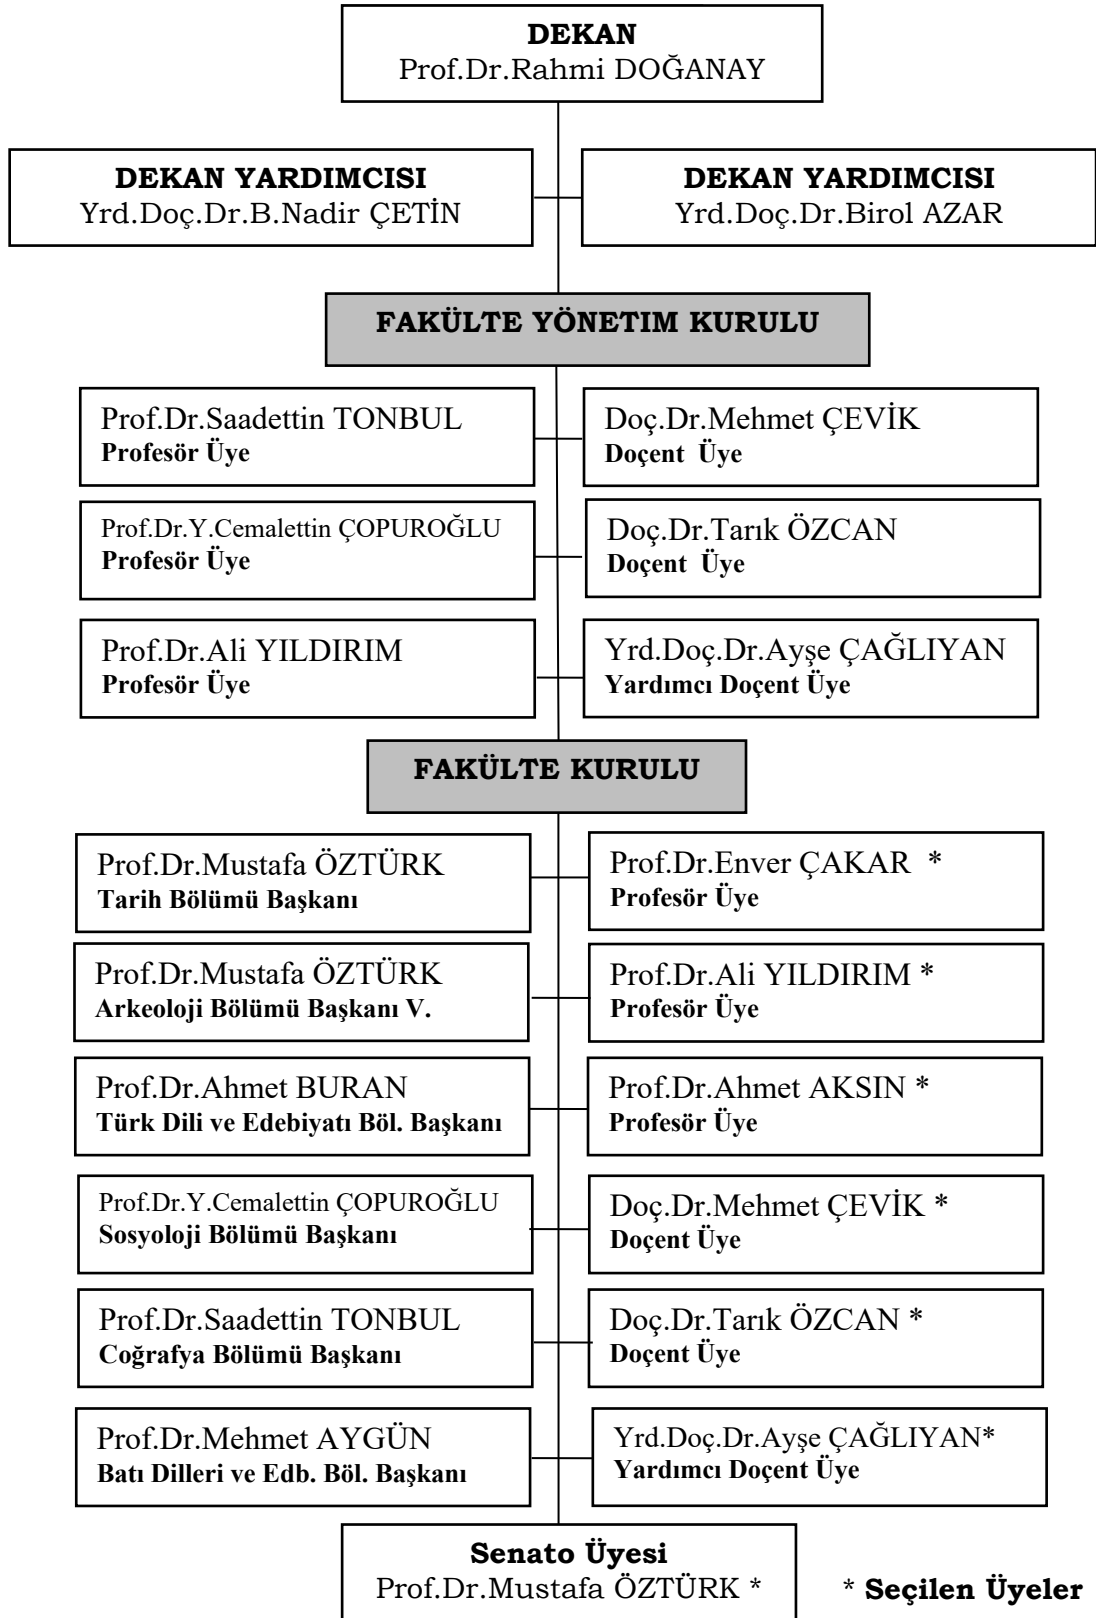 DEKAN
Prof.Dr.Rahmi DOĞANAY
DEKAN YARDIMCISI
Yrd.Doç.Dr.B.Nadir ÇETİN
DEKAN YARDIMCISI
Yrd.Doç.Dr.Birol AZAR
FAKÜLTE YÖNETIM KURULU
Prof.Dr.Saadettin TONBUL
Profesör Üye
Doç.Dr.Mehmet ÇEVİK
Doçent Üye
Prof.Dr.Y.Cemalettin ÇOPUROĞLU
Profesör Üye
Doç.Dr.Tarık ÖZCAN
Doçent Üye
Prof.Dr.Ali YILDIRIM
Profesör Üye
Yrd.Doç.Dr.Ayşe ÇAĞLIYAN
Yardımcı Doçent Üye
FAKÜLTE KURULU
Prof.Dr.Mustafa ÖZTÜRK
Tarih Bölümü Başkanı
Prof.Dr.Enver ÇAKAR *
Profesör Üye
Prof.Dr.Mustafa ÖZTÜRK
Arkeoloji Bölümü Başkanı V.
Prof.Dr.Ali YILDIRIM *
Profesör Üye
Prof.Dr.Ahmet BURAN
Türk Dili ve Edebiyatı Böl. Başkanı
Prof.Dr.Ahmet AKSIN *
Profesör Üye
Prof.Dr.Y.Cemalettin ÇOPUROĞLU
Sosyoloji Bölümü Başkanı
Doç.Dr.Mehmet ÇEVİK *
Doçent Üye
Prof.Dr.Saadettin TONBUL
Coğrafya Bölümü Başkanı
Doç.Dr.Tarık ÖZCAN *
Doçent Üye
Prof.Dr.Mehmet AYGÜN
Batı Dilleri ve Edb. Böl. Başkanı
Yrd.Doç.Dr.Ayşe ÇAĞLIYAN*
Yardımcı Doçent Üye
Senato Üyesi
Prof.Dr.Mustafa ÖZTÜRK *
* Seçilen Üyeler